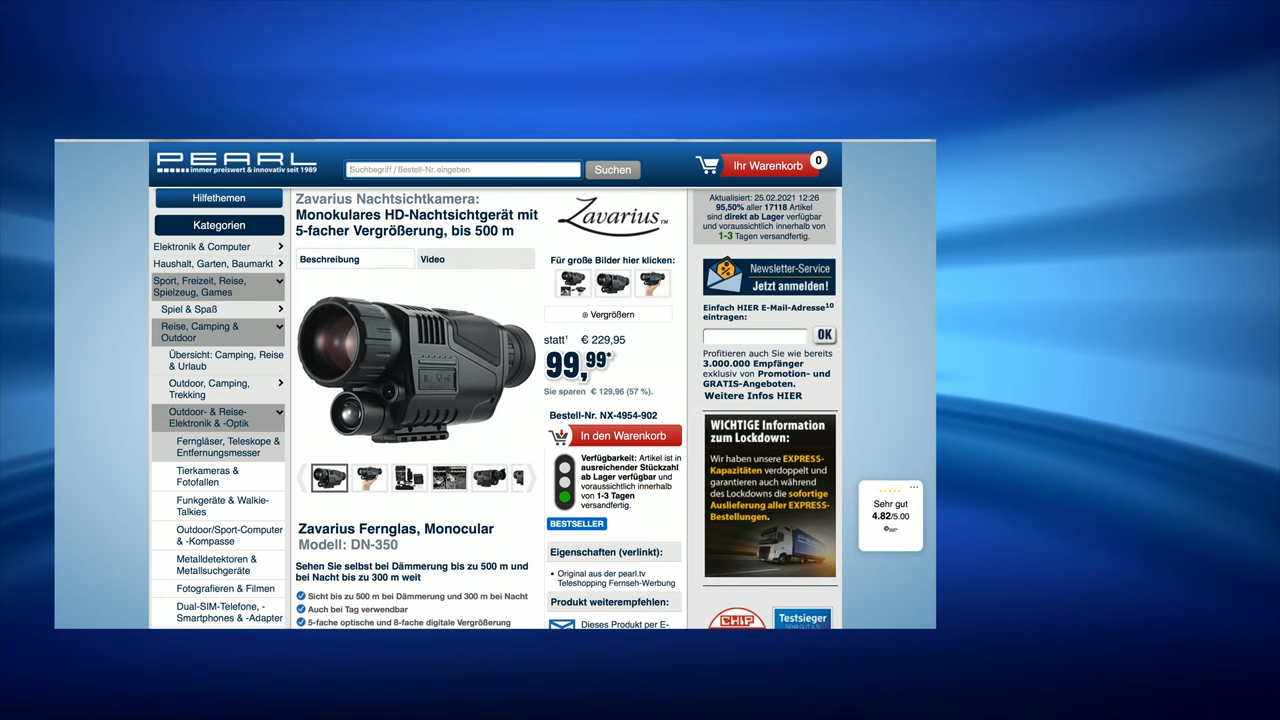 PEARL
immer preiswert & innovativ seit 1989
Suchbegriff / Bestell-Nr. eingeben
Suchen
Ihr Warenkorb
0
Hilfethemen
Kategorien
Elektronik & Computer
Haushalt, Garten, Baumarkt
Sport, Freizeit, Reise,
Spielzeug, Games
Spiel & Spaß
Reise, Camping &
Outdoor
Übersicht: Camping, Reise
& Urlaub
Outdoor, Camping,
Trekking
Outdoor- & Reise-
Elektronik & -Optik
Ferngläser, Teleskope &
Entfernungsmesser
Tierkameras &
Fotofallen
Funkgeräte & Walkie-
Talkies
Outdoor/Sport-Computer
& -Kompasse
Metalldetektoren &
Metallsuchgeräte
Fotografieren & Filmen
Dual-SIM-Telefone, -
Smartphones & -Adapter
Zavarius Nachtsichtkamera:
Monokulares HD-Nachtsichtgerät mit
5-facher Vergrößerung, bis 500 m
Beschreibung
Video
Zavarius Fernglas, Monocular
Modell: DN-350
Sehen Sie selbst bei Dämmerung bis zu 500 m und
bei Nacht bis zu 300 m weit
Sicht bis zu 500 m bei Dämmerung und 300 m bei Nacht
Auch bei Tag verwendbar
5-fache optische und 8-fache digitale Vergrößerung
Zavarius™
Für große Bilder hier klicken:
⊕ Vergrößern
statt¹ € 229,95
99,99*
Sie sparen € 129,96 (57 %).
Bestell-Nr. NX-4954-902
In den Warenkorb
Verfügbarkeit: Artikel ist in
ausreichender Stückzahl
ab Lager verfügbar und
voraussichtlich innerhalb
von 1-3 Tagen
versandfertig.
BESTSELLER
Eigenschaften (verlinkt):
• Original aus der pearl.tv
Teleshopping Fernseh-Werbung
Produkt weiterempfehlen:
Dieses Produkt per E-
Aktualisiert: 25.02.2021 12:26
95,50% aller 17118 Artikel
sind direkt ab Lager verfügbar
und voraussichtlich innerhalb von
1-3 Tagen versandfertig.
Newsletter-Service
Jetzt anmelden!
Einfach HIER E-Mail-Adresse¹⁰
eintragen:
OK
Profitieren auch Sie wie bereits
3.000.000 Empfänger
exklusiv von Promotion- und
GRATIS-Angeboten.
Weitere Infos HIER
WICHTIGE Information
zum Lockdown:
Wir haben unsere EXPRESS-
Kapazitäten verdoppelt und
garantieren auch während
des Lockdowns die sofortige
Auslieferung aller EXPRESS-
Bestellungen.
CHIP
Testsieger
Sehr gut
4.82/5.00